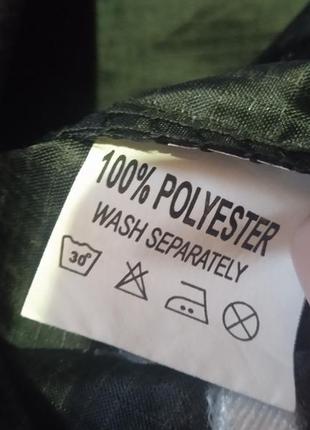 100% POLYESTER
WASH SEPARATELY
30°